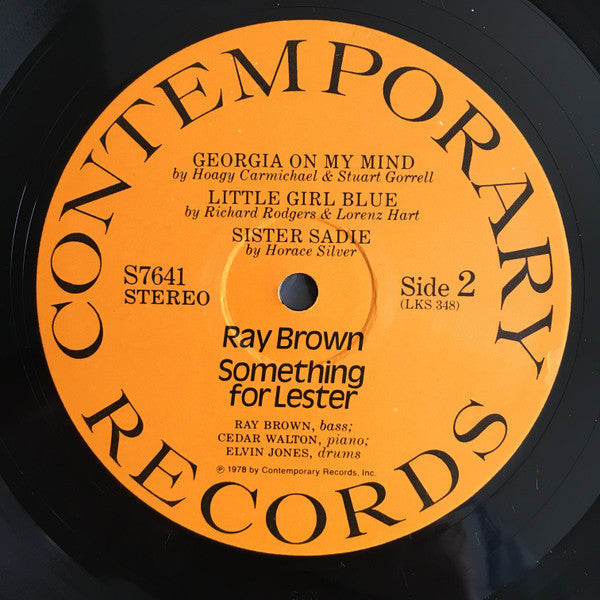 CONTEMPORARY
GEORGIA ON MY MIND
by Hoagy Carmichael & Stuart Gorrell
LITTLE GIRL BLUE
by Richard Rodgers & Lorenz Hart
SISTER SADIE
by Horace Silver
S7641
STEREO
Side 2
(LKS 348)
Ray Brown
Something
for Lester
RAY BROWN, bass;
CEDAR WALTON, piano;
ELVIN JONES, drums
℗ 1978 by Contemporary Records, Inc.
RECORDS